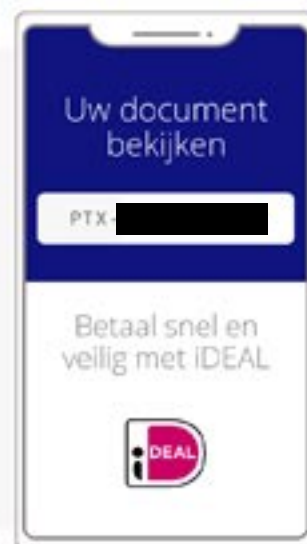 Uw document
bekijken
PTX-
Betaal snel en
veilig met iDEAL
iDEAL